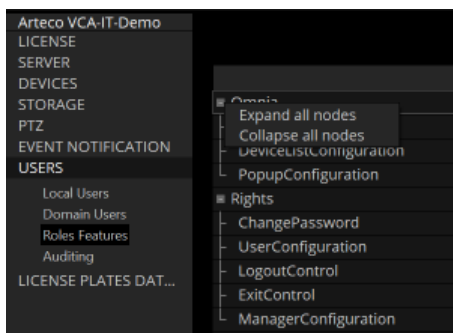 Arteco VCA-IT-Demo
LICENSE
SERVER
DEVICES
STORAGE
PTZ
EVENT NOTIFICATION
USERS
Local Users
Domain Users
Roles Features
Auditing
LICENSE PLATES DAT...
Omnia
Expand all nodes
Collapse all nodes
DeviceListConfiguration
PopupConfiguration
Rights
ChangePassword
UserConfiguration
LogoutControl
ExitControl
ManagerConfiguration